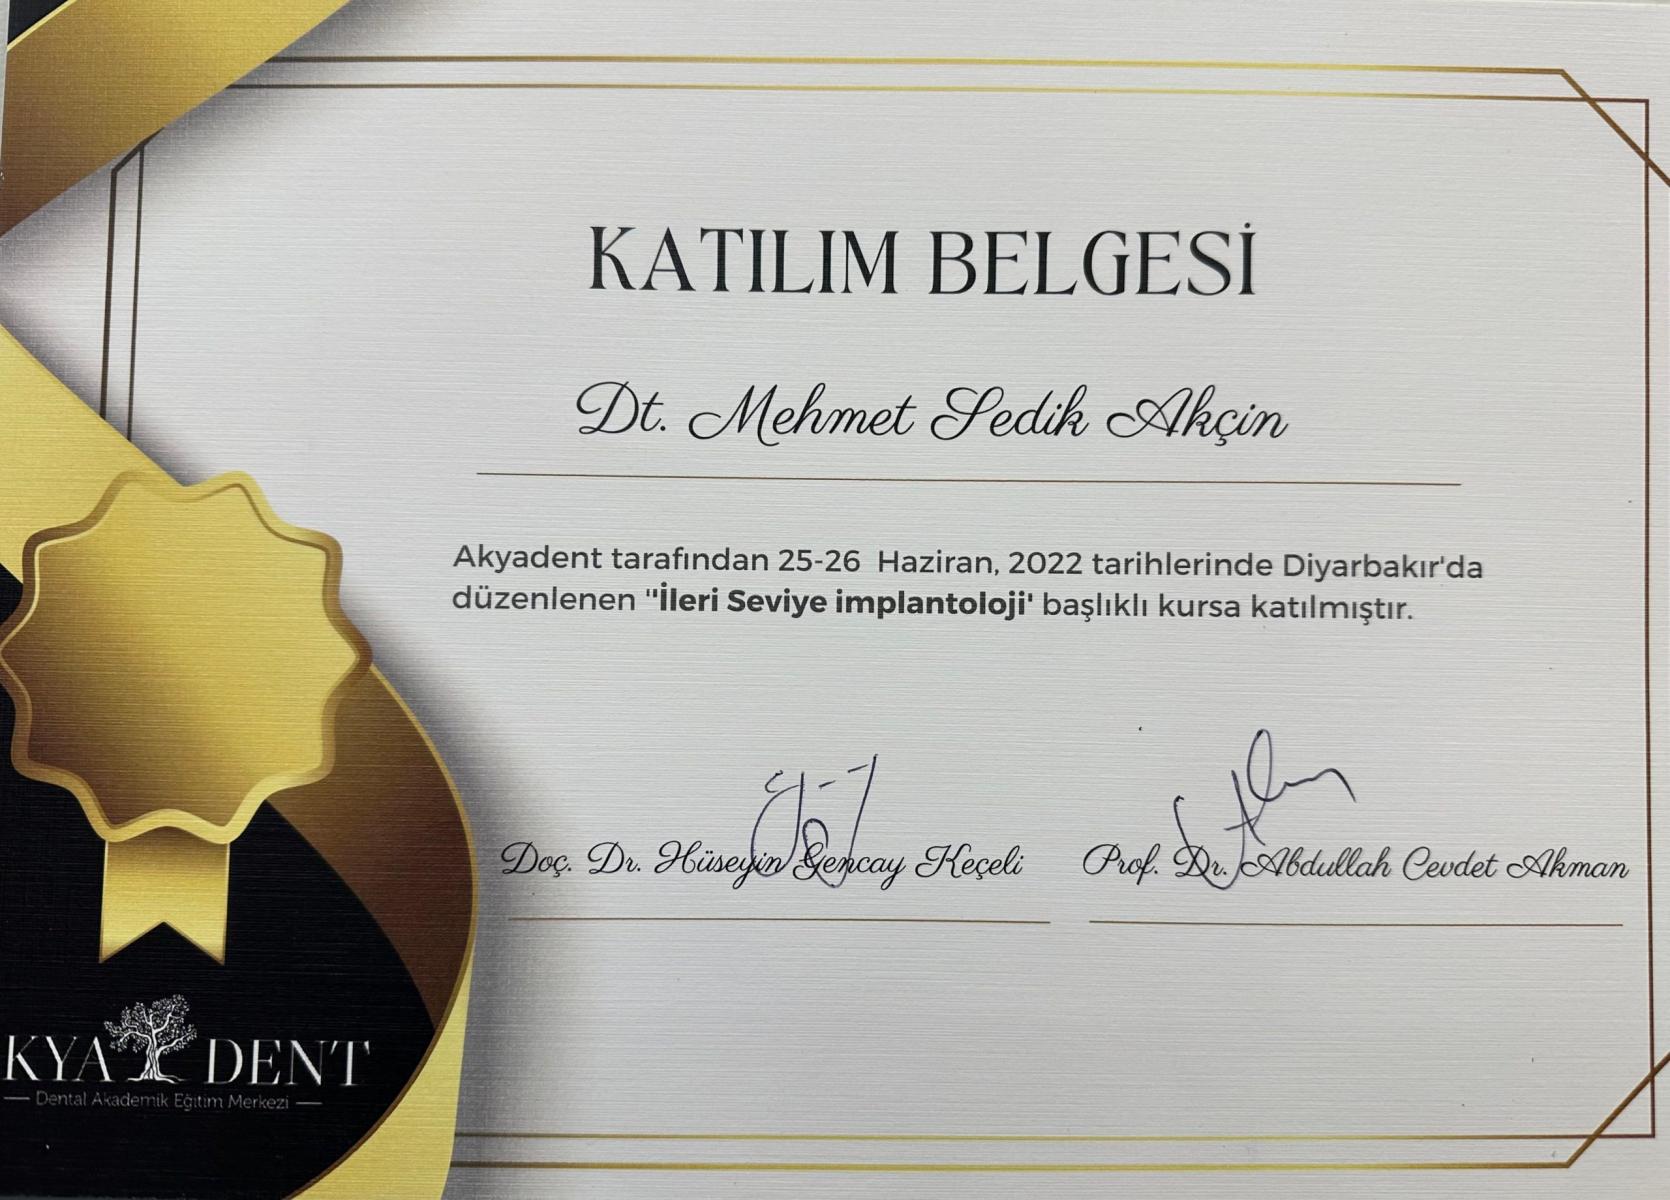 KATILIM BELGESİ
Dt. Mehmet Sedik Akçin
Akyadent tarafından 25-26 Haziran, 2022 tarihlerinde Diyarbakır'da
düzenlenen "İleri Seviye implantoloji' başlıklı kursa katılmıştır.
Doç. Dr. Hüseyin Gencay Keçeli
Prof. Dr. Abdullah Cevdet Akman
KYA DENT
Dental Akademik Eğitim Merkezi